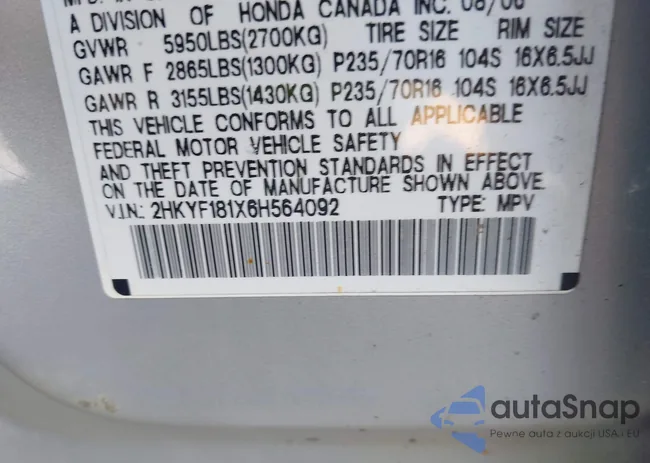 A DIVISION OF HONDA CANADA INC. 08/06
GVWR 5950LBS(2700KG) TIRE SIZE RIM SIZE
GAWR F 2865LBS(1300KG) P235/70R16 104S 16X6.5JJ
GAWR R 3155LBS(1430KG) P235/70R16 104S 16X6.5JJ
THIS VEHICLE CONFORMS TO ALL APPLICABLE
FEDERAL MOTOR VEHICLE SAFETY
AND THEFT PREVENTION STANDARDS IN EFFECT
ON THE DATE OF MANUFACTURE SHOWN ABOVE.
V.I.N.: 2HKYF181X6H564092 TYPE: MPV
autaSnap
Pewne auta z aukcji USA i EU